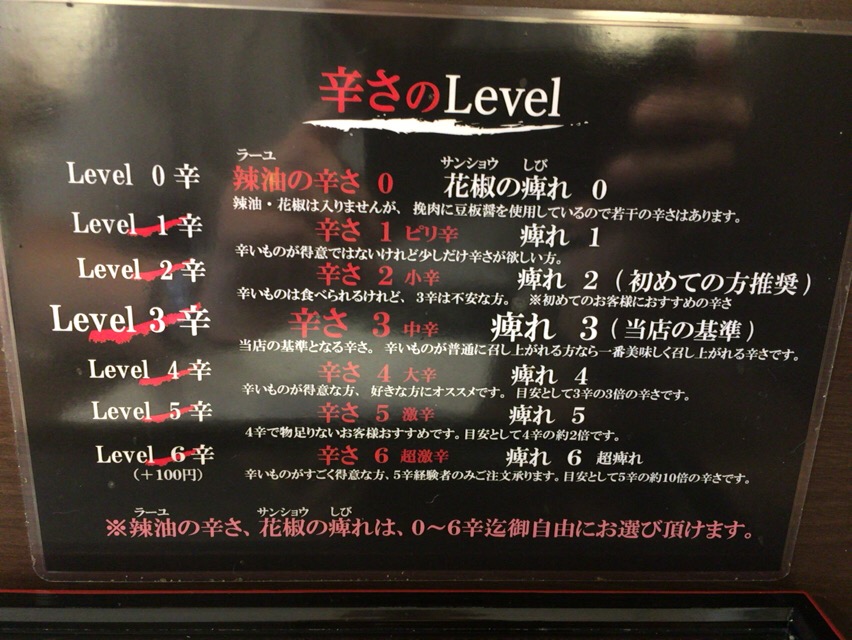 辛さのLevel
ラーユ サンショウ しび
Level 0辛 辣油の辛さ 0 花椒の痺れ 0
辣油・花椒は入りませんが、挽肉に豆板醤を使用しているので若干の辛さはあります。
Level 1辛 辛さ 1 ピリ辛 痺れ 1
辛いものが得意ではないけれど少しだけ辛さが欲しい方。
Level 2辛 辛さ 2 小辛 痺れ 2(初めての方推奨)
辛いものは食べられるけれど、3辛は不安な方。 ※初めてのお客様におすすめの辛さ
Level 3辛 辛さ 3 中辛 痺れ 3(当店の基準)
当店の基準となる辛さ。辛いものが普通に召し上がれる方なら一番美味しく召し上がれる辛さです。
Level 4辛 辛さ 4 大辛 痺れ 4
辛いものが得意な方、好きな方にオススメです。目安として3辛の3倍の辛さです。
Level 5辛 辛さ 5 激辛 痺れ 5
4辛で物足りないお客様おすすめです。目安として4辛の約2倍です。
Level 6辛 辛さ 6 超激辛 痺れ 6 超痺れ
(+100円) 辛いものがすごく得意な方、5辛経験者のみご注文承ります。目安として5辛の約10倍の辛さです。
ラーユ サンショウ しび
※辣油の辛さ、花椒の痺れは、0〜6辛迄御自由にお選び頂けます。